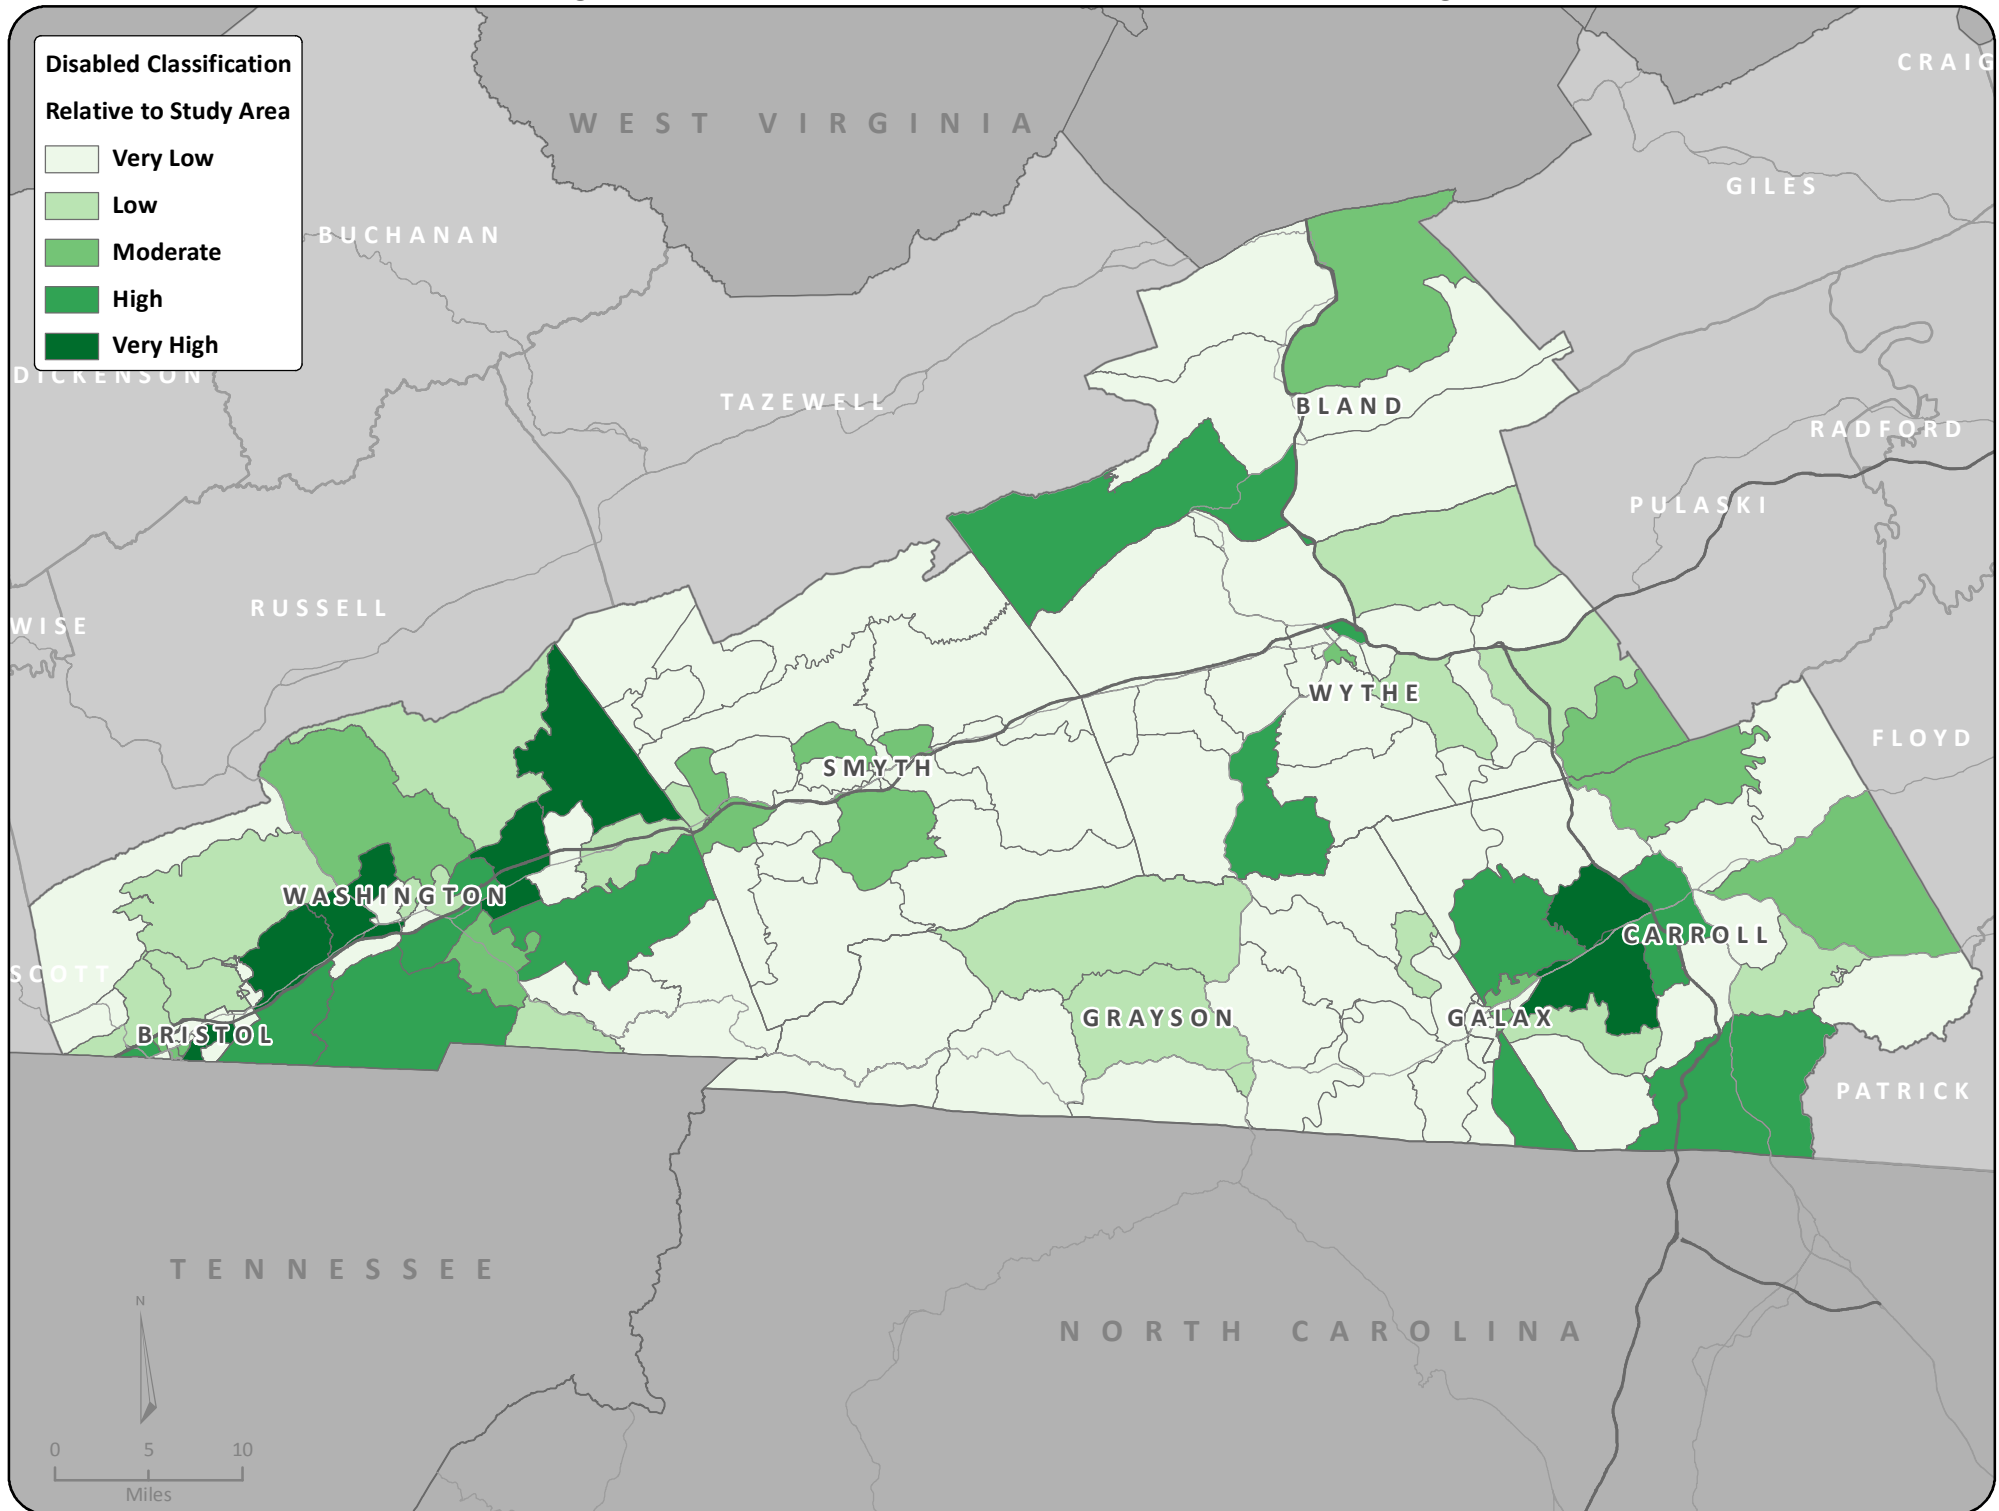 Disabled Classification
Relative to Study Area
Very Low
Low
Moderate
High
Very High
WEST VIRGINIA
CRAIG
GILES
BUCHANAN
DICKENSON
TAZEWELL
BLAND
RADFORD
PULASKI
RUSSELL
WISE
WYTHE
FLOYD
SMYTH
WASHINGTON
CARROLL
SCOTT
GRAYSON
GALAX
BRISTOL
PATRICK
TENNESSEE
NORTH CAROLINA
N
0 5 10
Miles